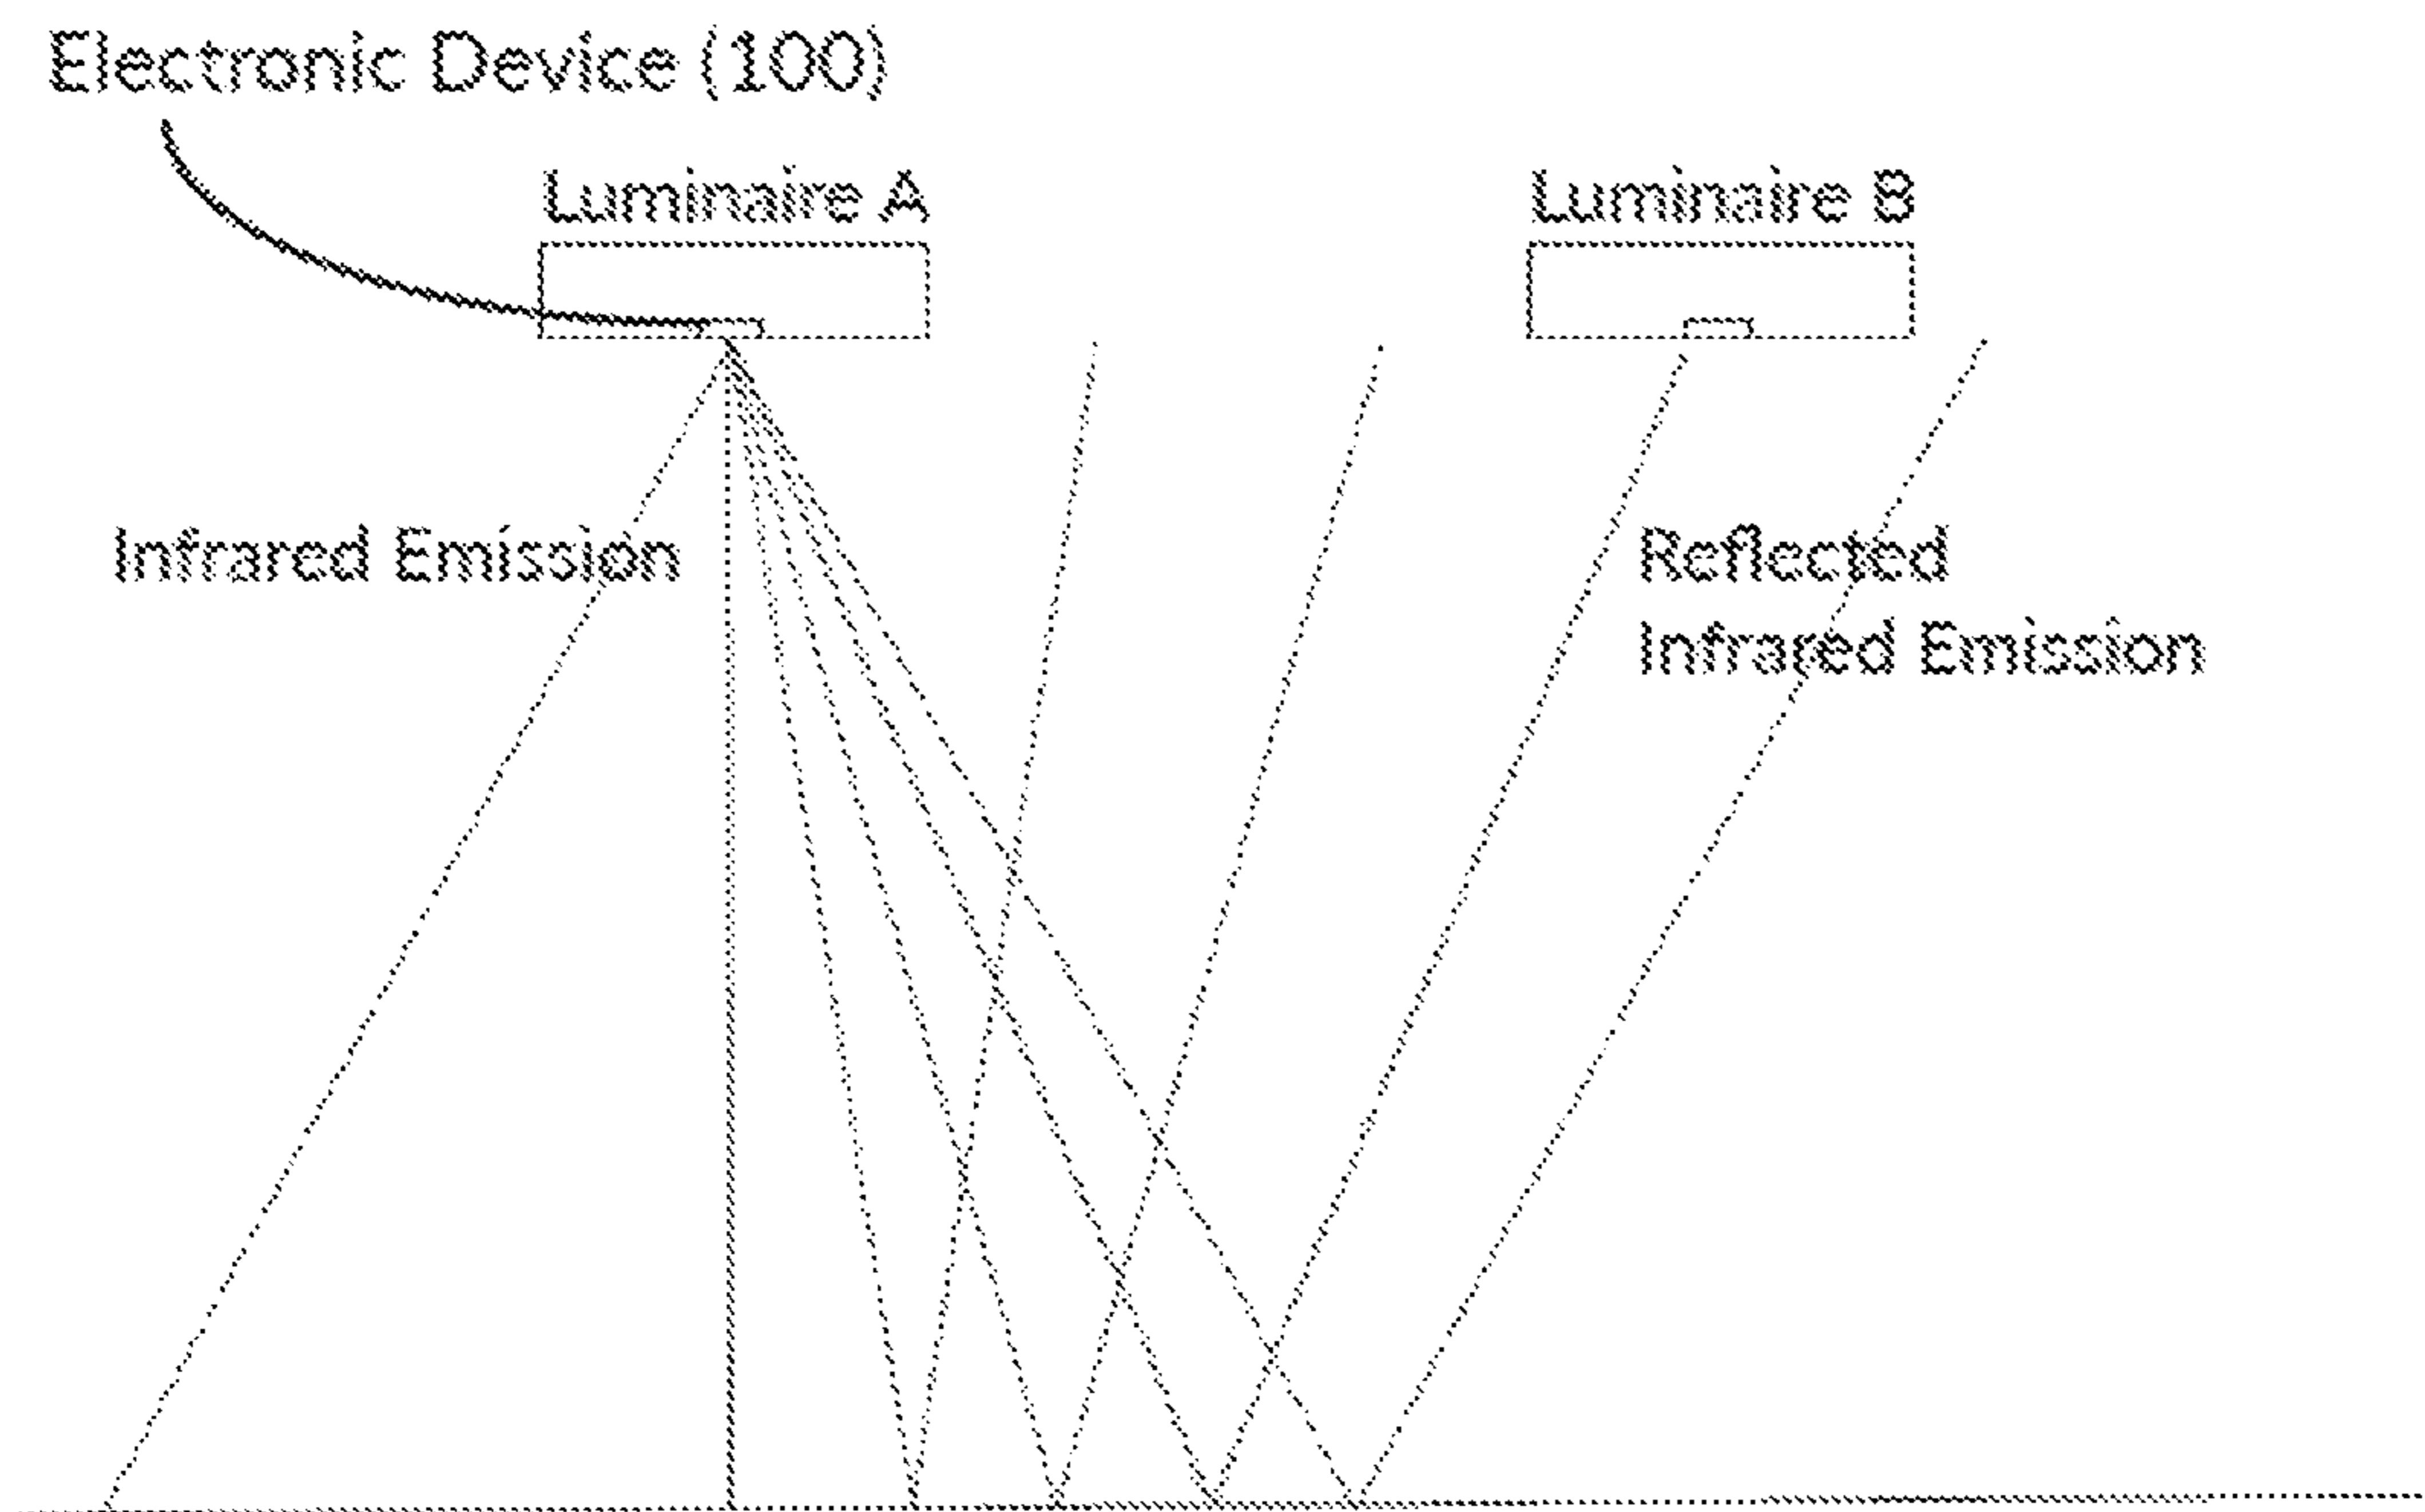 Electronic Device (100)
Luminaire A
Luminaire B
Infrared Emission
Reflected
Infrared Emission